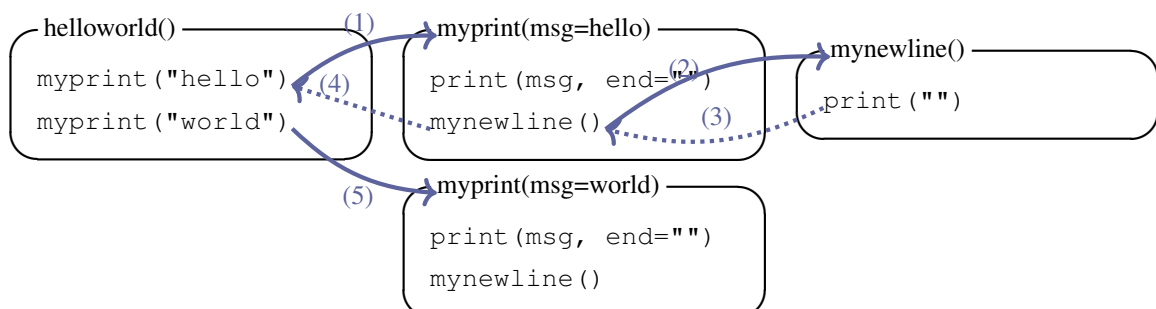 helloworld()
myprint("hello")
myprint("world")
(1)
(4)
(5)
myprint(msg=hello)
print(msg, end="")
mynewline()
(2)
(3)
mynewline()
print("")
myprint(msg=world)
print(msg, end="")
mynewline()